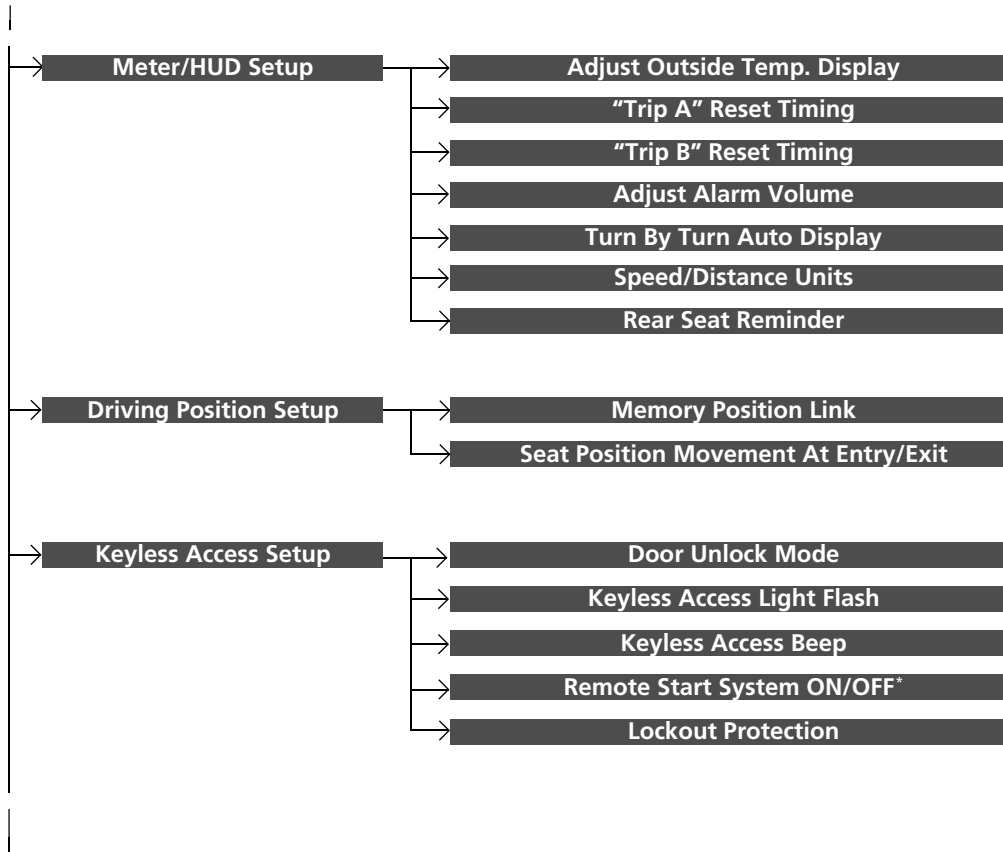 Meter/HUD Setup
Adjust Outside Temp. Display
“Trip A” Reset Timing
“Trip B” Reset Timing
Adjust Alarm Volume
Turn By Turn Auto Display
Speed/Distance Units
Rear Seat Reminder
Driving Position Setup
Memory Position Link
Seat Position Movement At Entry/Exit
Keyless Access Setup
Door Unlock Mode
Keyless Access Light Flash
Keyless Access Beep
Remote Start System ON/OFF*
Lockout Protection